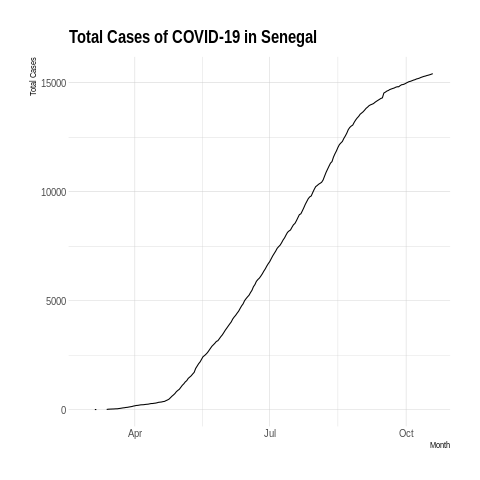 Total Cases of COVID-19 in Senegal
Total Cases
15000
10000
5000
0
Apr
Jul
Oct
Month